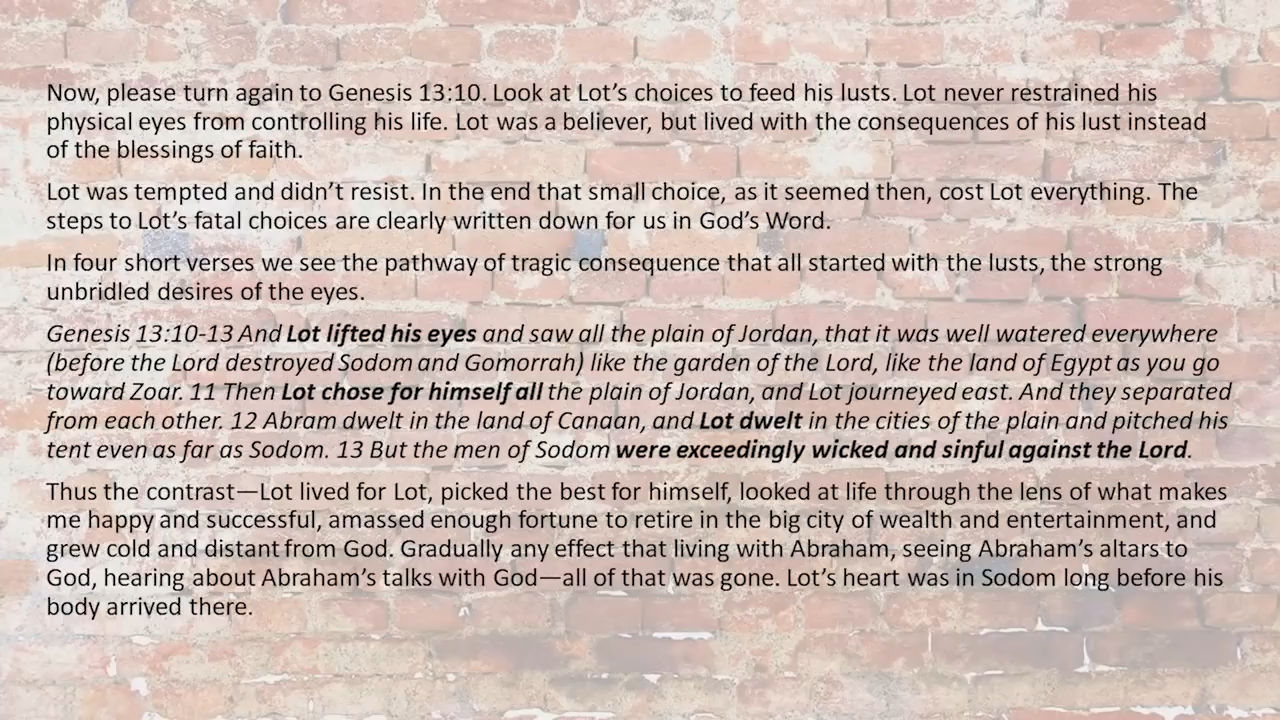 Now, please turn again to Genesis 13:10. Look at Lot’s choices to feed his lusts. Lot never restrained his
physical eyes from controlling his life. Lot was a believer, but lived with the consequences of his lust instead
of the blessings of faith.
Lot was tempted and didn’t resist. In the end that small choice, as it seemed then, cost Lot everything. The
steps to Lot’s fatal choices are clearly written down for us in God’s Word.
In four short verses we see the pathway of tragic consequence that all started with the lusts, the strong
unbridled desires of the eyes.
Genesis 13:10-13 And Lot lifted his eyes and saw all the plain of Jordan, that it was well watered everywhere
(before the Lord destroyed Sodom and Gomorrah) like the garden of the Lord, like the land of Egypt as you go
toward Zoar. 11 Then Lot chose for himself all the plain of Jordan, and Lot journeyed east. And they separated
from each other. 12 Abram dwelt in the land of Canaan, and Lot dwelt in the cities of the plain and pitched his
tent even as far as Sodom. 13 But the men of Sodom were exceedingly wicked and sinful against the Lord.
Thus the contrast—Lot lived for Lot, picked the best for himself, looked at life through the lens of what makes
me happy and successful, amassed enough fortune to retire in the big city of wealth and entertainment, and
grew cold and distant from God. Gradually any effect that living with Abraham, seeing Abraham’s altars to
God, hearing about Abraham’s talks with God—all of that was gone. Lot’s heart was in Sodom long before his
body arrived there.